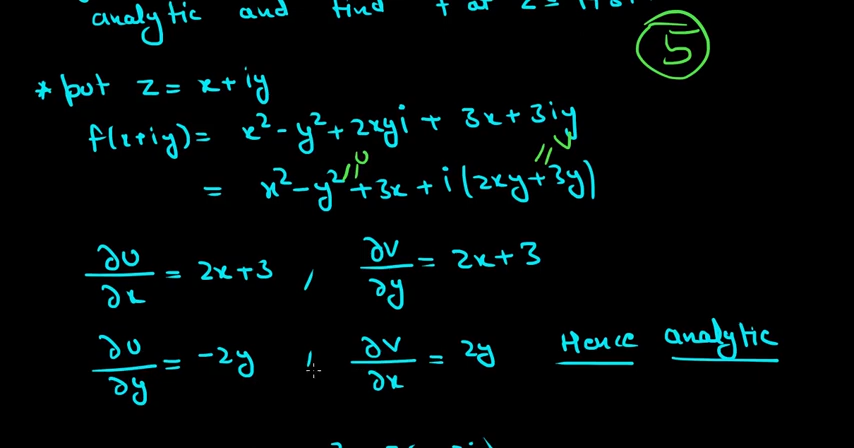 analytic and find f at z =
5
* put z = x+iy
f(x+iy) = x² - y² + 2xyi + 3x + 3iy
U V
= x² - y² + 3x + i(2xy + 3y)
∂U/∂x = 2x+3 , ∂V/∂y = 2x+3
∂U/∂y = -2y , ∂V/∂x = 2y Hence analytic